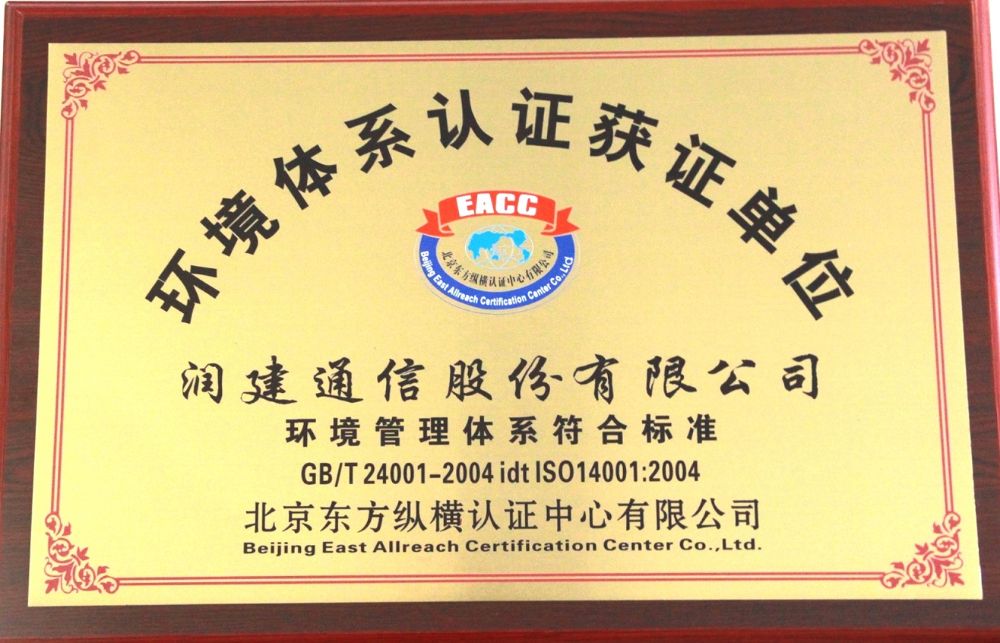 环境体系认证获证单位
EACC
北京东方纵横认证中心有限公司
Beijing East Allreach Certification Center Co., Ltd
润建通信股份有限公司
环境管理体系符合标准
GB/T 24001-2004 idt ISO14001:2004
北京东方纵横认证中心有限公司
Beijing East Allreach Certification Center Co.,Ltd.